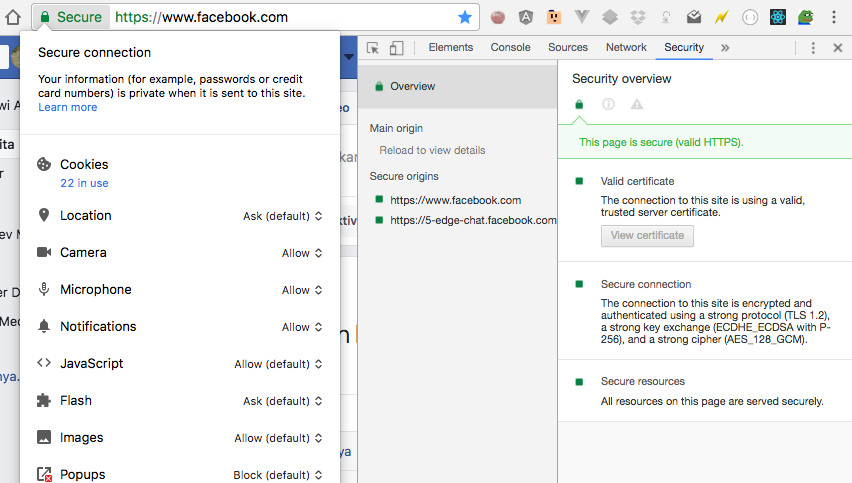 Secure https://www.facebook.com
Secure connection
Your information (for example, passwords or credit
card numbers) is private when it is sent to this site.
Learn more
Cookies
22 in use
Location Ask (default)
Camera Allow
Microphone Allow
Notifications Allow
JavaScript Allow (default)
Flash Ask (default)
Images Allow (default)
Popups Block (default)
Elements Console Sources Network Security »
Overview
Main origin
Reload to view details
Secure origins
https://www.facebook.com
https://5-edge-chat.facebook.com
Security overview
This page is secure (valid HTTPS).
Valid certificate
The connection to this site is using a valid,
trusted server certificate.
View certificate
Secure connection
The connection to this site is encrypted and
authenticated using a strong protocol (TLS 1.2),
a strong key exchange (ECDHE_ECDSA with P-
256), and a strong cipher (AES_128_GCM).
Secure resources
All resources on this page are served securely.